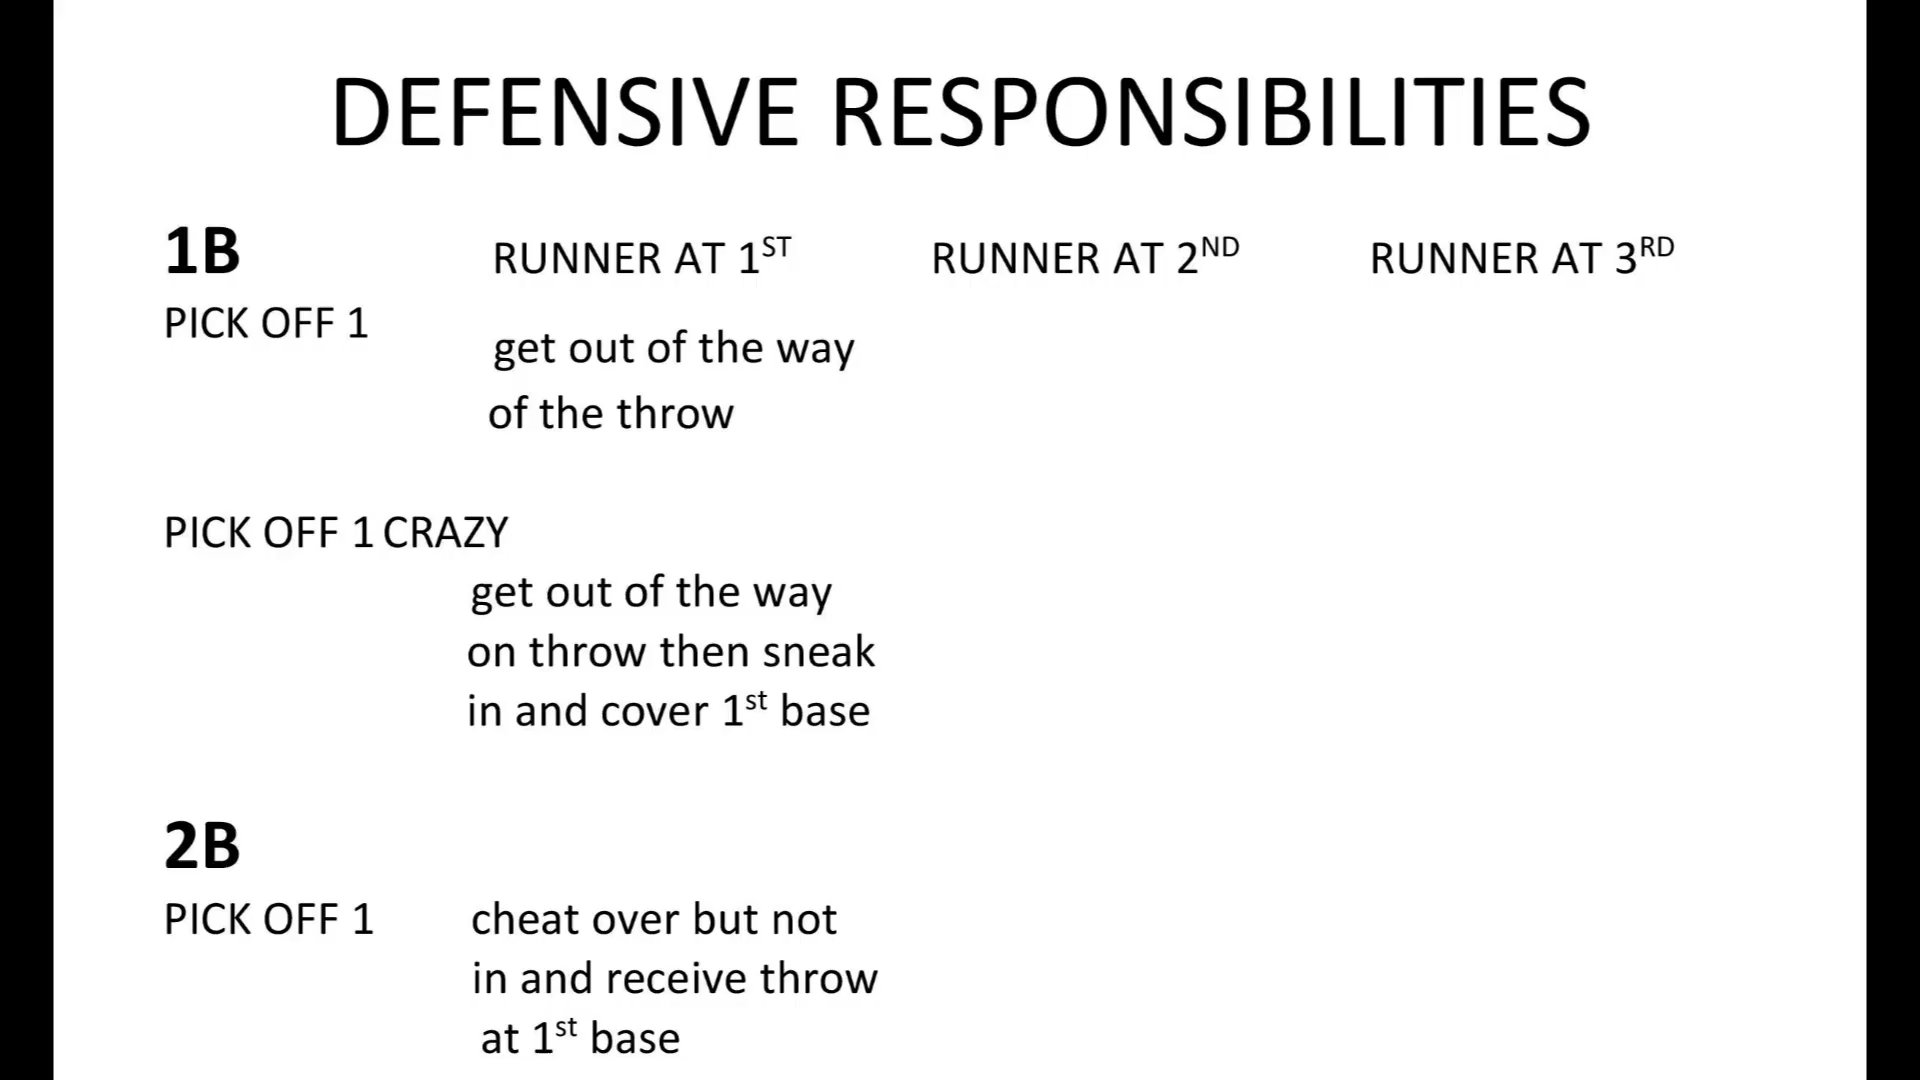 DEFENSIVE RESPONSIBILITIES
1B RUNNER AT 1ST RUNNER AT 2ND RUNNER AT 3RD
PICK OFF 1
get out of the way
of the throw
PICK OFF 1 CRAZY
get out of the way
on throw then sneak
in and cover 1st base
2B
PICK OFF 1 cheat over but not
in and receive throw
at 1st base